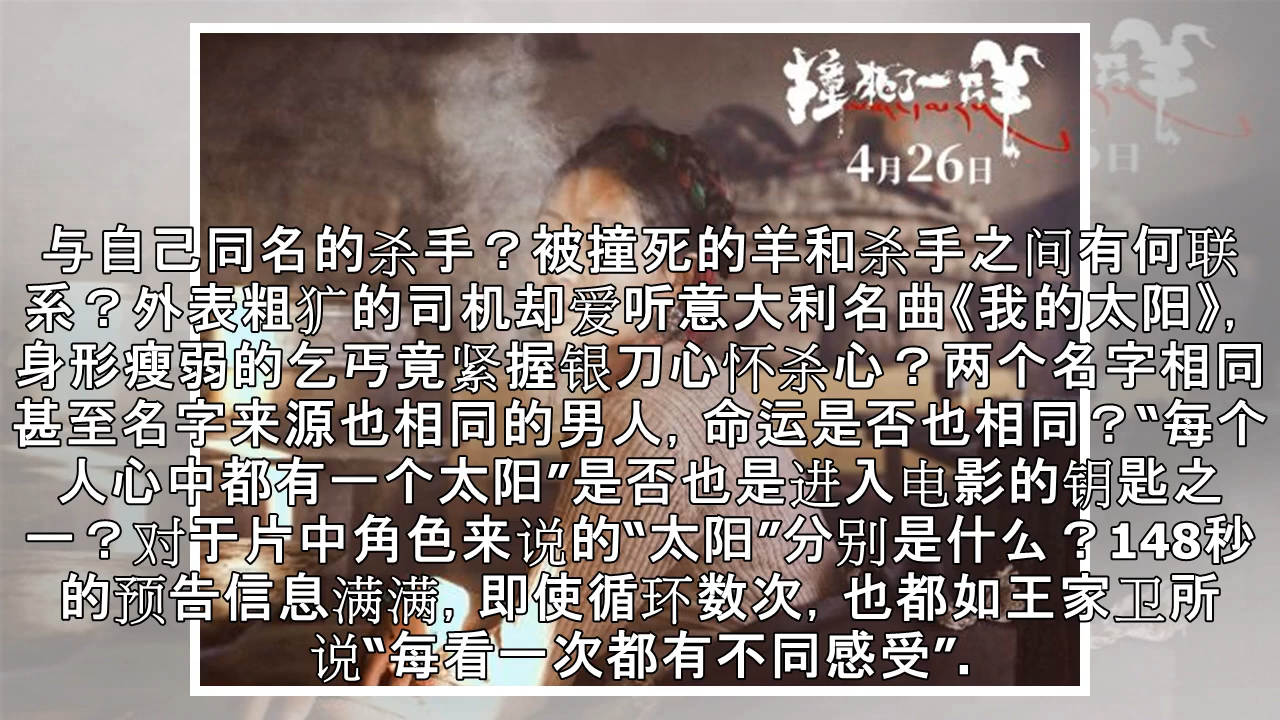 撞死了一只羊
4月26日
与自己同名的杀手？被撞死的羊和杀手之间有何联
系？外表粗犷的司机却爱听意大利名曲《我的太阳》,
身形瘦弱的乞丐竟紧握银刀心怀杀心？两个名字相同
甚至名字来源也相同的男人, 命运是否也相同？“每个
人心中都有一个太阳”是否也是进入电影的钥匙之
一？对于片中角色来说的“太阳”分别是什么？148秒
的预告信息满满, 即使循环数次, 也都如王家卫所
说“每看一次都有不同感受”.